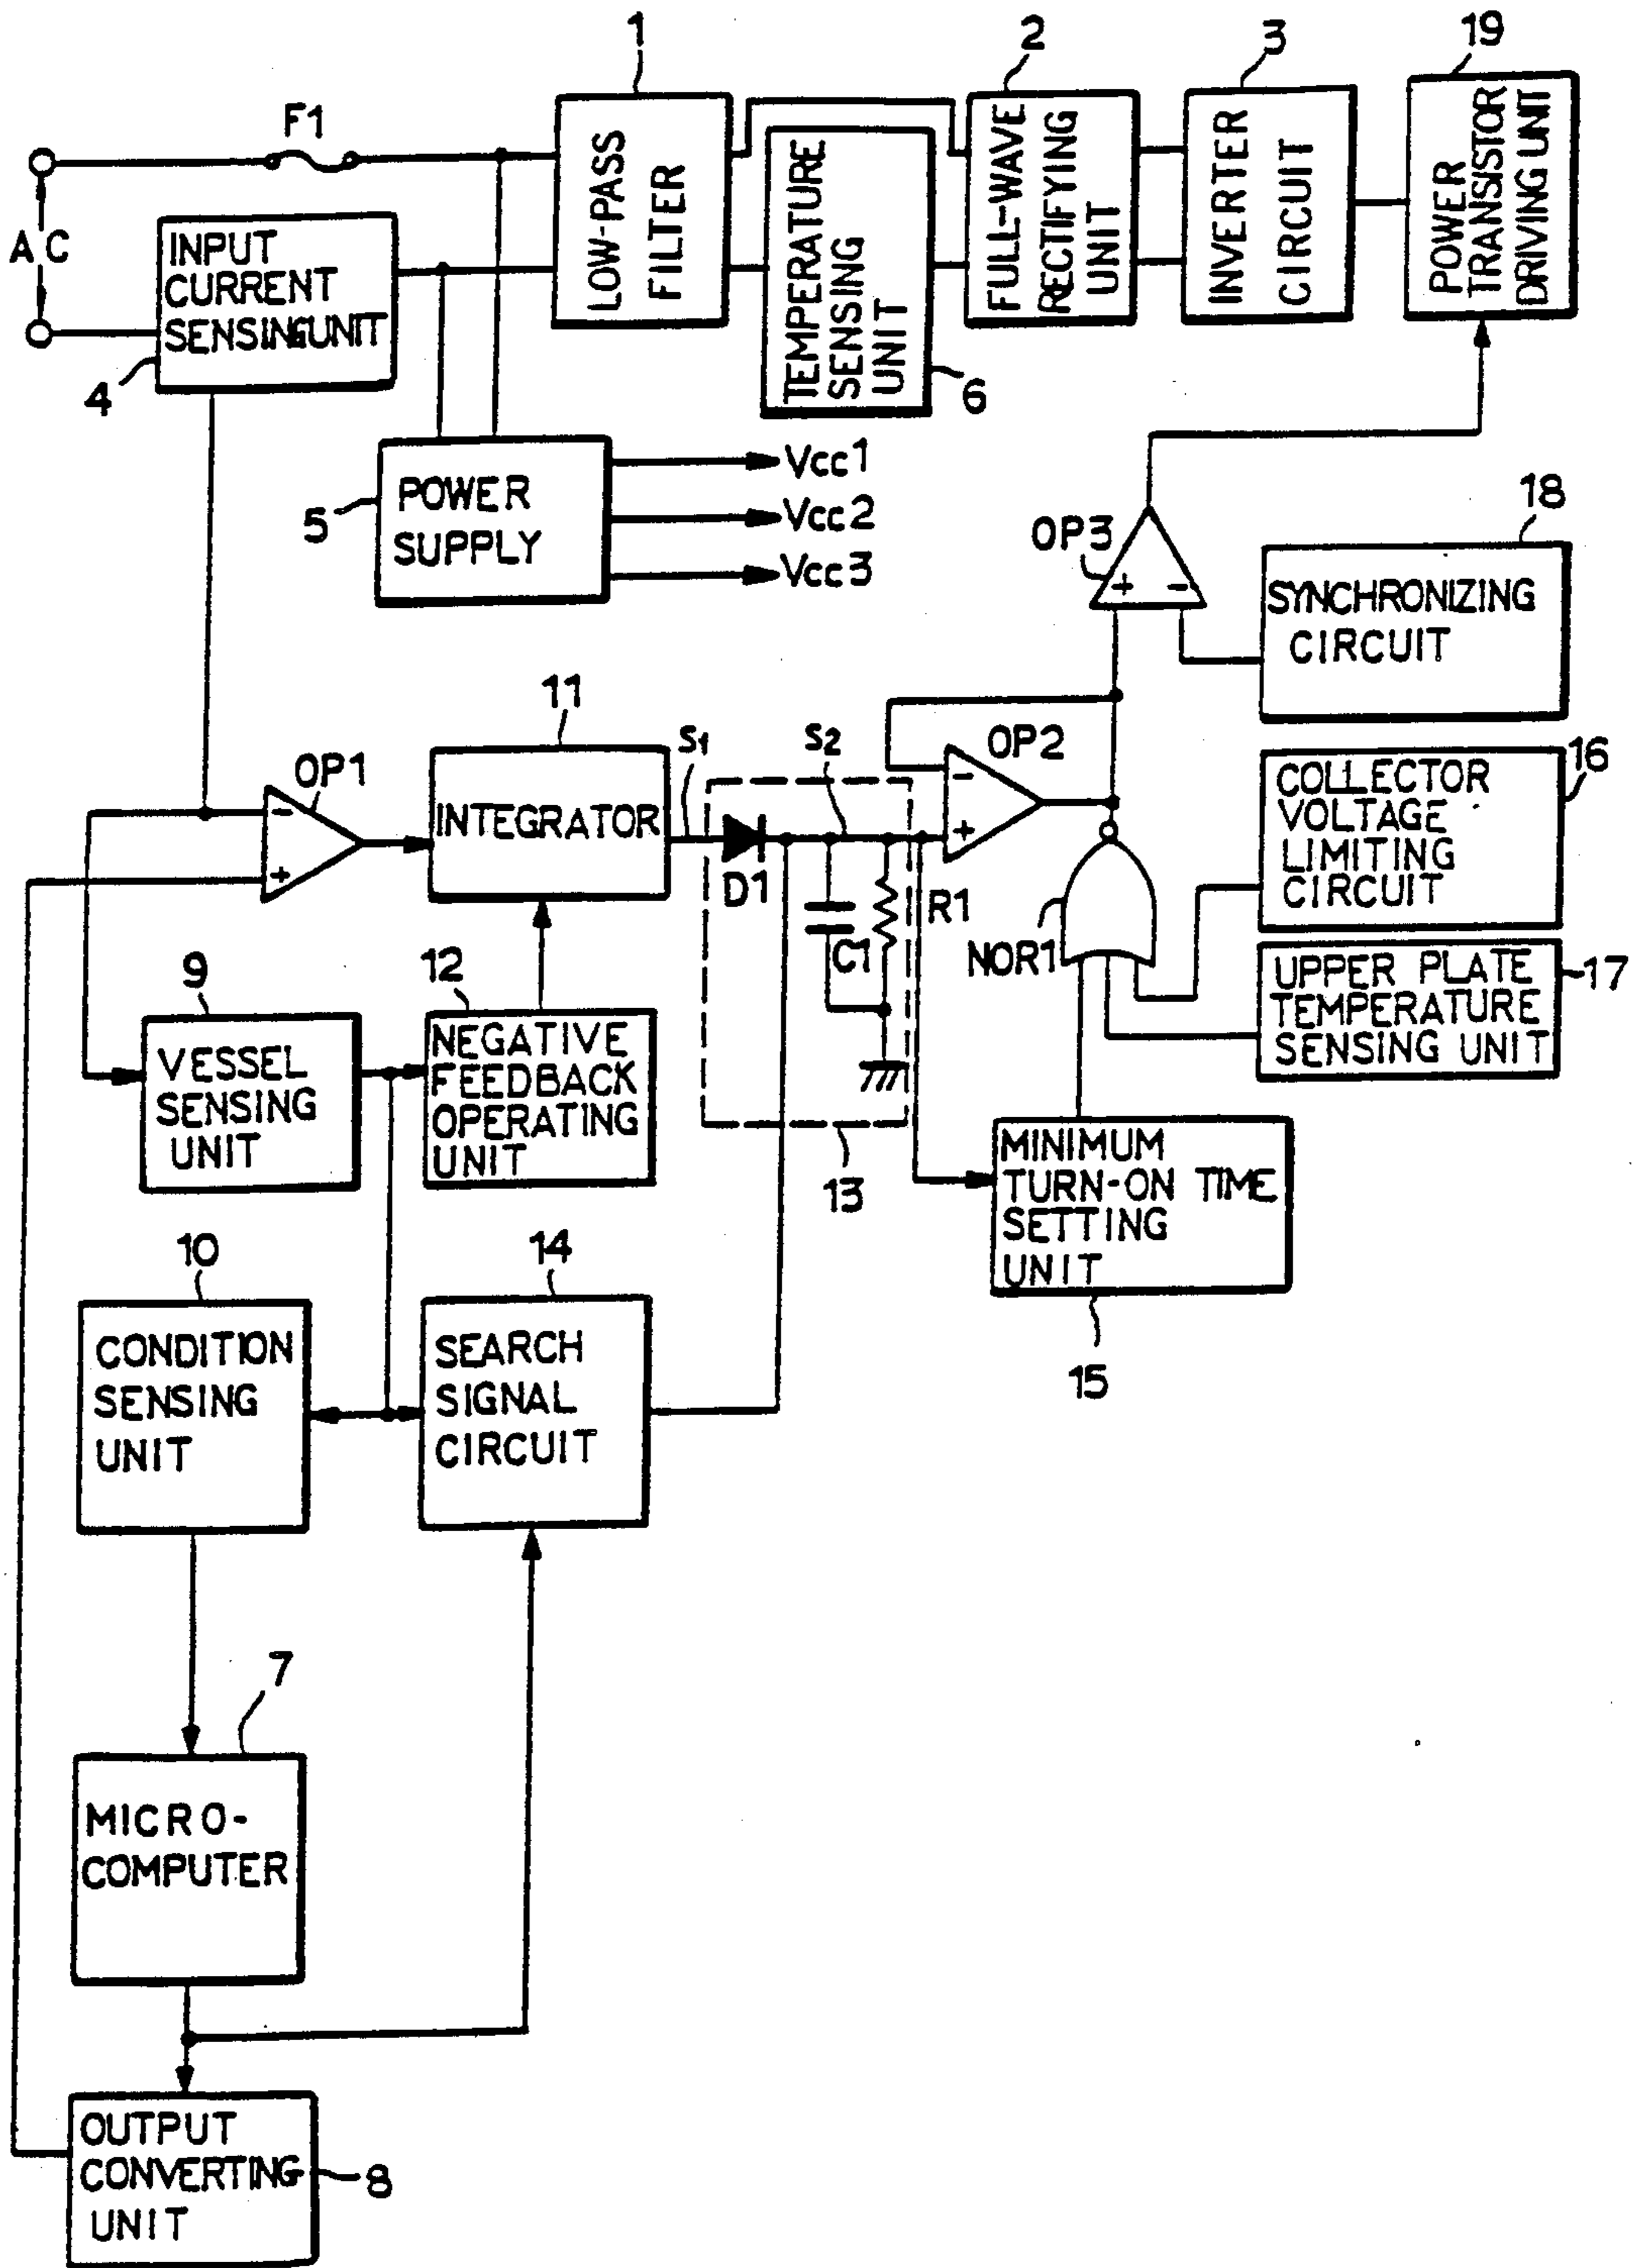 1
2
3
19
F1
AC
LOW-PASS
FILTER
TEMPERATURE
SENSING
UNIT
6
FULL-WAVE
RECTIFYING
UNIT
INVERTER
CIRCUIT
POWER
TRANSISTOR
DRIVING UNIT
INPUT
CURRENT
SENSING UNIT
4
5
POWER
SUPPLY
Vcc1
Vcc2
Vcc3
OP3
+ -
18
SYNCHRONIZING
CIRCUIT
11
INTEGRATOR
OP1
-
+
S1
S2
D1
C1
R1
13
OP2
-
+
NOR1
16
COLLECTOR
VOLTAGE
LIMITING
CIRCUIT
17
UPPER PLATE
TEMPERATURE
SENSING UNIT
9
VESSEL
SENSING
UNIT
12
NEGATIVE
FEEDBACK
OPERATING
UNIT
MINIMUM
TURN-ON TIME
SETTING
UNIT
15
10
CONDITION
SENSING
UNIT
14
SEARCH
SIGNAL
CIRCUIT
7
MICRO-
COMPUTER
OUTPUT
CONVERTING
UNIT
8